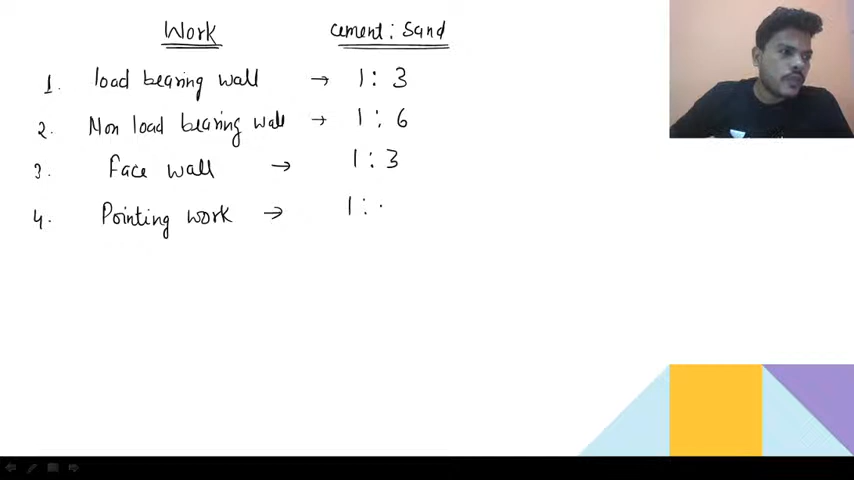 Work cement : Sand
1. load bearing wall → 1 : 3
2. Non load bearing wall → 1 : 6
3. Face wall → 1 : 3
4. Pointing work → 1 :